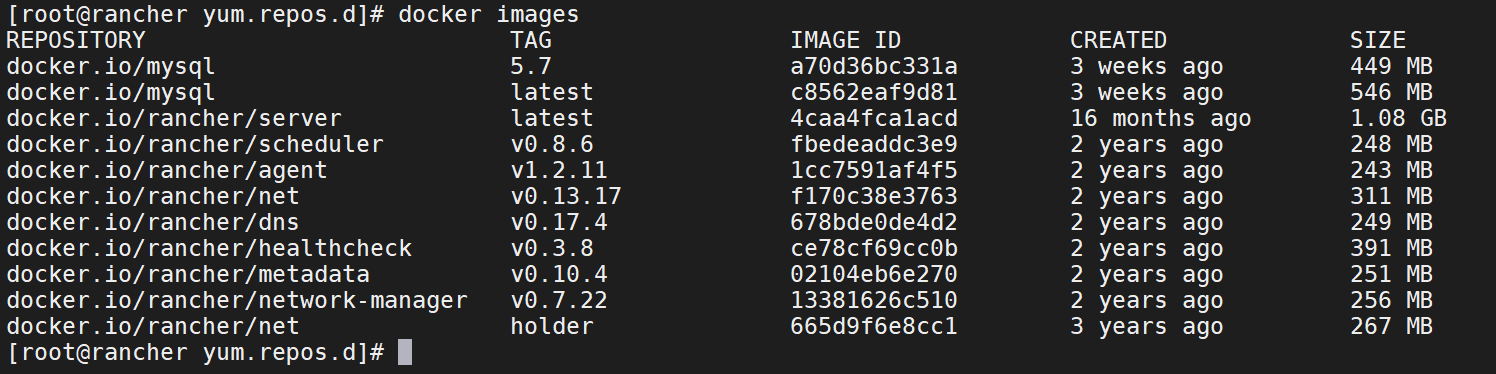 [root@rancher yum.repos.d]# docker images
REPOSITORY TAG IMAGE ID CREATED SIZE
docker.io/mysql 5.7 a70d36bc331a 3 weeks ago 449 MB
docker.io/mysql latest c8562eaf9d81 3 weeks ago 546 MB
docker.io/rancher/server latest 4caa4fca1acd 16 months ago 1.08 GB
docker.io/rancher/scheduler v0.8.6 fbedeaddc3e9 2 years ago 248 MB
docker.io/rancher/agent v1.2.11 1cc7591af4f5 2 years ago 243 MB
docker.io/rancher/net v0.13.17 f170c38e3763 2 years ago 311 MB
docker.io/rancher/dns v0.17.4 678bde0de4d2 2 years ago 249 MB
docker.io/rancher/healthcheck v0.3.8 ce78cf69cc0b 2 years ago 391 MB
docker.io/rancher/metadata v0.10.4 02104eb6e270 2 years ago 251 MB
docker.io/rancher/network-manager v0.7.22 13381626c510 2 years ago 256 MB
docker.io/rancher/net holder 665d9f6e8cc1 3 years ago 267 MB
[root@rancher yum.repos.d]#